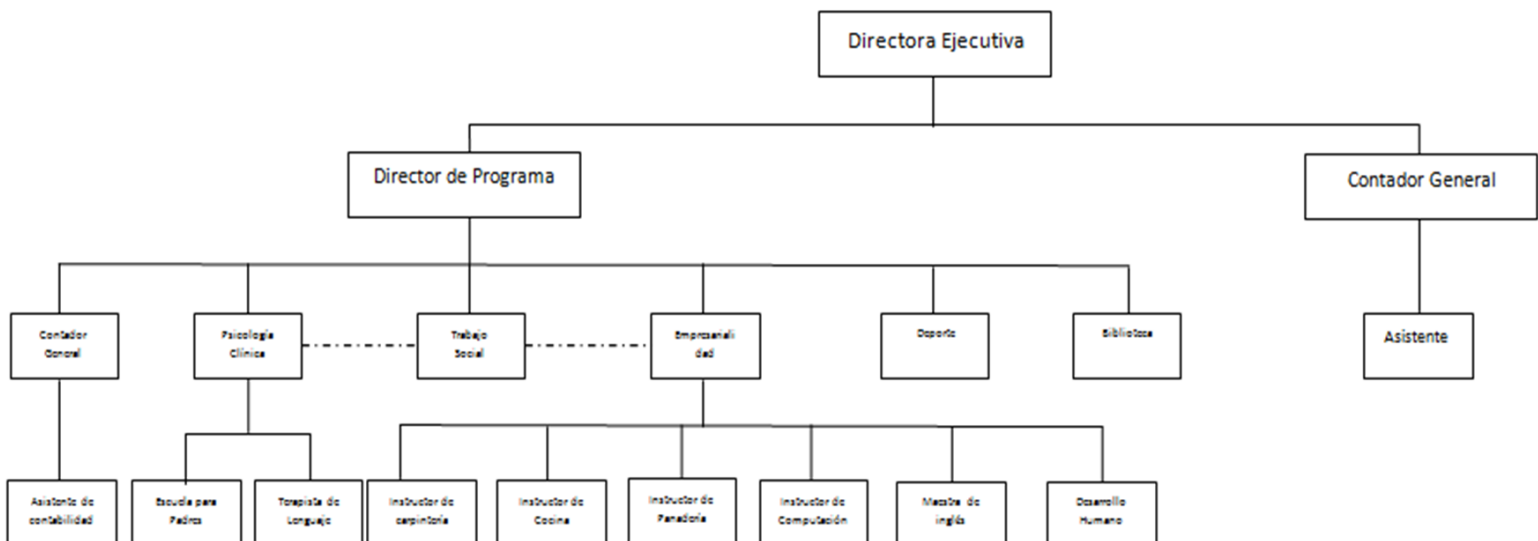 Directora Ejecutiva
Director de Programa
Contador General
Contador
General
Psicología
Clínica
Trabajo
Social
Empresariali
dad
Deporte
Biblioteca
Asistente
Asistente de
contabilidad
Escuela para
Padres
Terapista de
Lenguaje
Instructor de
carpintería
Instructor de
Cocina
Instructor de
Panadería
Instructor de
Computación
Maestra de
inglés
Desarrollo
Humano